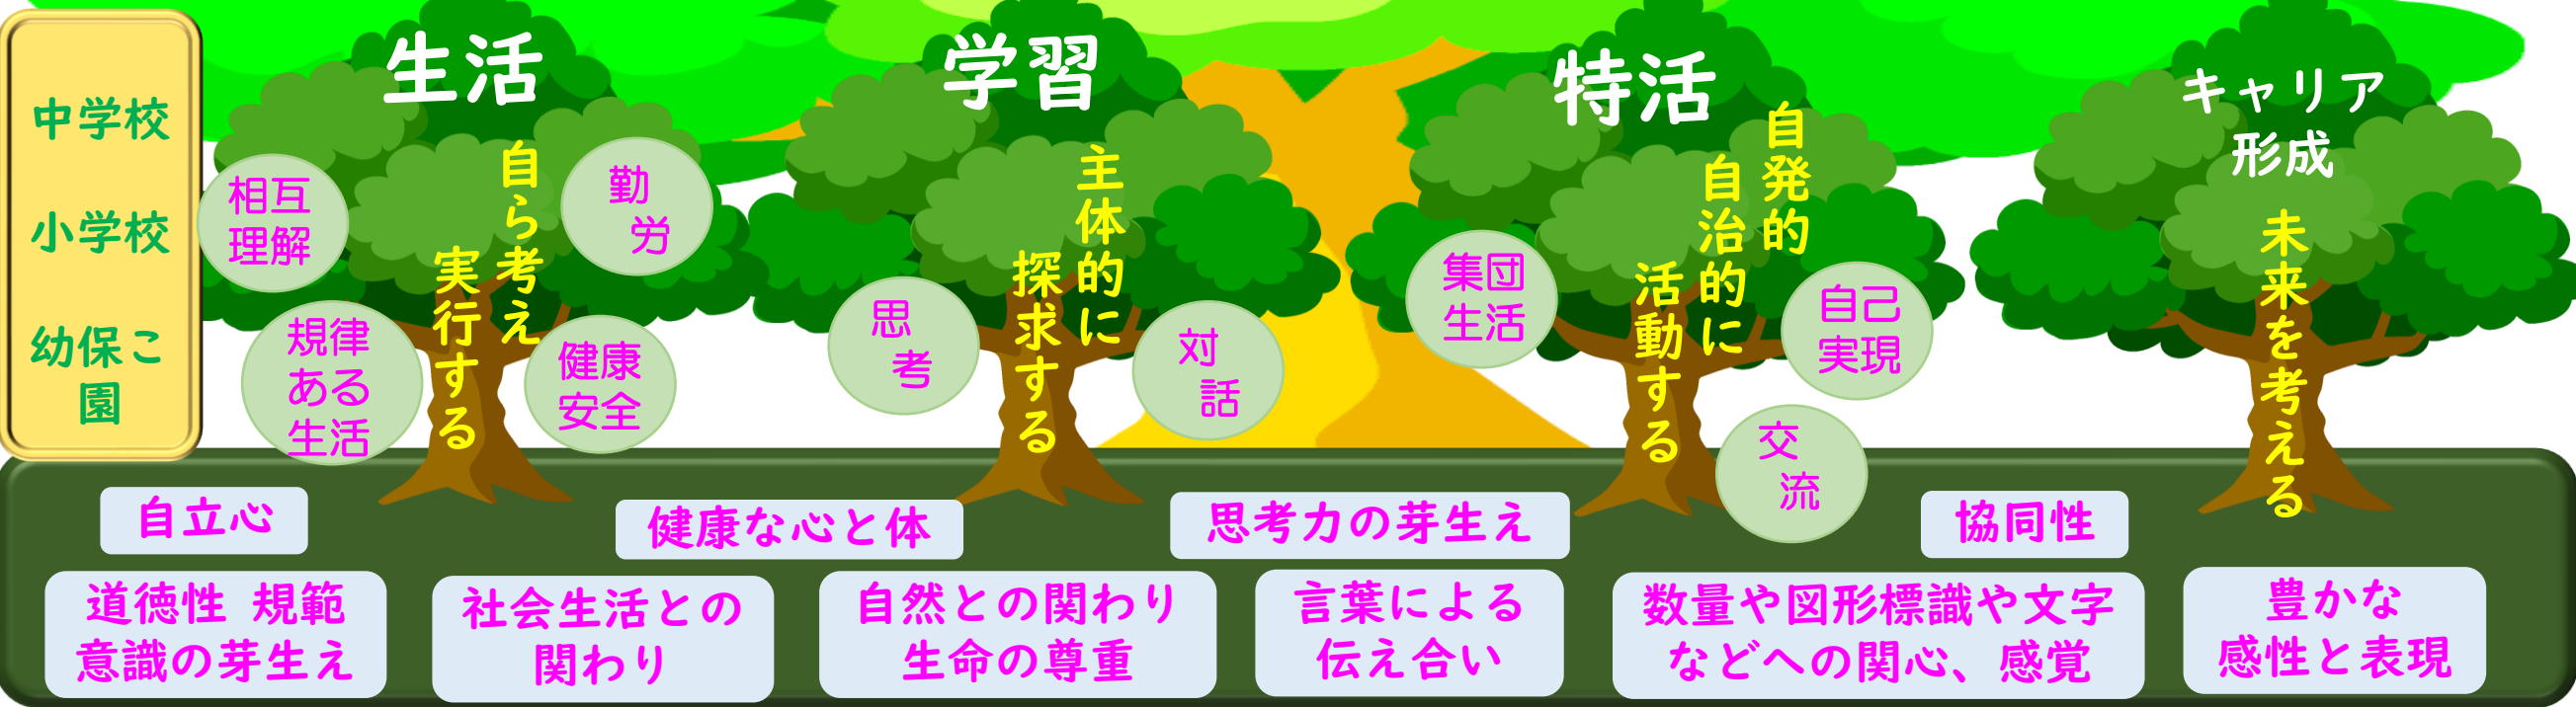 中学校
小学校
幼保こ
園
生活
自ら考え
実行する
相互
理解
勤
労
規律
ある
生活
健康
安全
学習
主体的に
探求する
思
考
対
話
特活
自発的
自治的に
活動する
集団
生活
自己
実現
交
流
キャリア
形成
未来を考える
自立心
健康な心と体
思考力の芽生え
協同性
道徳性 規範
意識の芽生え
社会生活との
関わり
自然との関わり
生命の尊重
言葉による
伝え合い
数量や図形標識や文字
などへの関心、感覚
豊かな
感性と表現